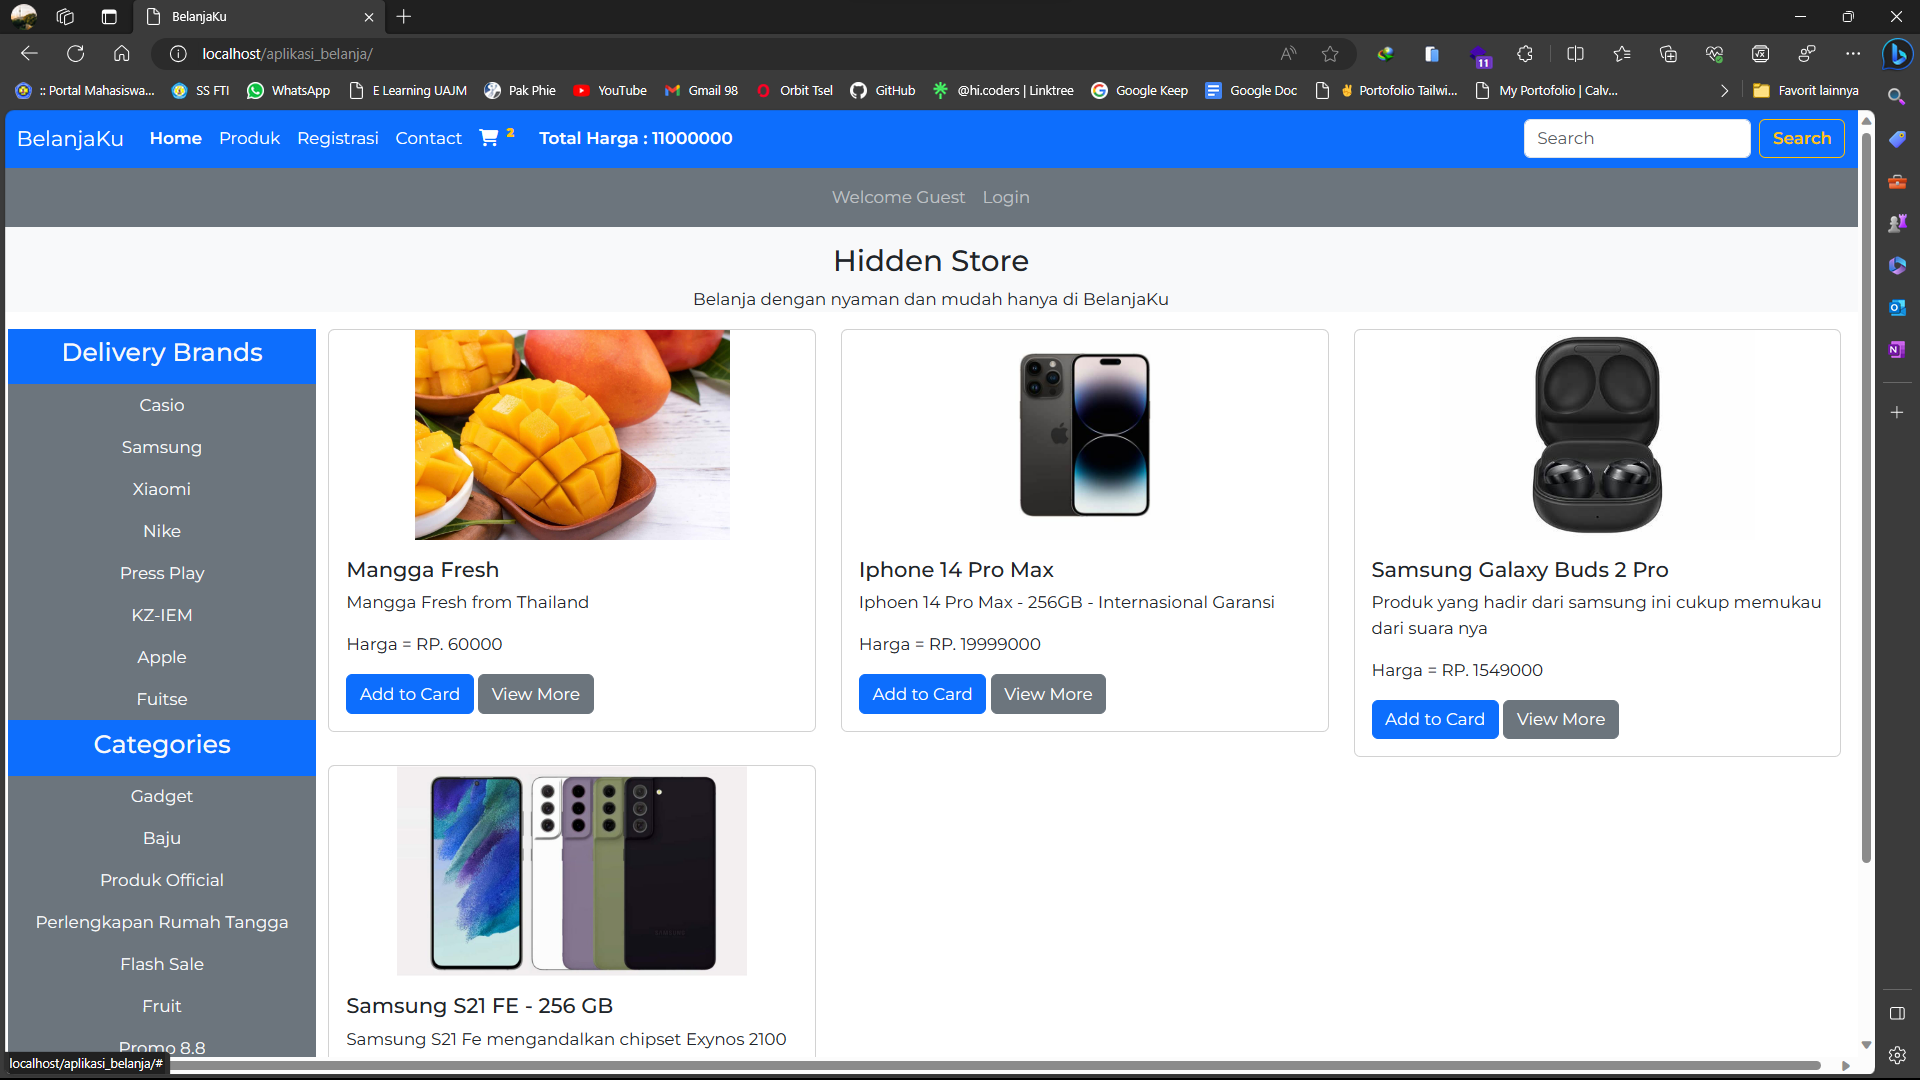 BelanjaKu
localhost/aplikasi_belanja/
11
:: Portal Mahasiswa... SS FTI WhatsApp E Learning UAJM Pak Phie YouTube Gmail 98 Orbit Tsel GitHub @hi.coders | Linktree Google Keep Google Doc Portofolio Tailwi... My Portofolio | Calv... Favorit lainnya
BelanjaKu Home Produk Registrasi Contact 2 Total Harga : 11000000 Search Search
Welcome Guest Login
Hidden Store
Belanja dengan nyaman dan mudah hanya di BelanjaKu
Delivery Brands
Casio
Samsung
Xiaomi
Nike
Press Play
KZ-IEM
Apple
Fuitse
Categories
Gadget
Baju
Produk Official
Perlengkapan Rumah Tangga
Flash Sale
Fruit
Promo 8.8
Mangga Fresh
Mangga Fresh from Thailand
Harga = RP. 60000
Add to Card View More
Iphone 14 Pro Max
Iphoen 14 Pro Max - 256GB - Internasional Garansi
Harga = RP. 19999000
Add to Card View More
Samsung Galaxy Buds 2 Pro
Produk yang hadir dari samsung ini cukup memukau
dari suara nya
Harga = RP. 1549000
Add to Card View More
Samsung S21 FE - 256 GB
Samsung S21 Fe mengandalkan chipset Exynos 2100
localhost/aplikasi_belanja/#